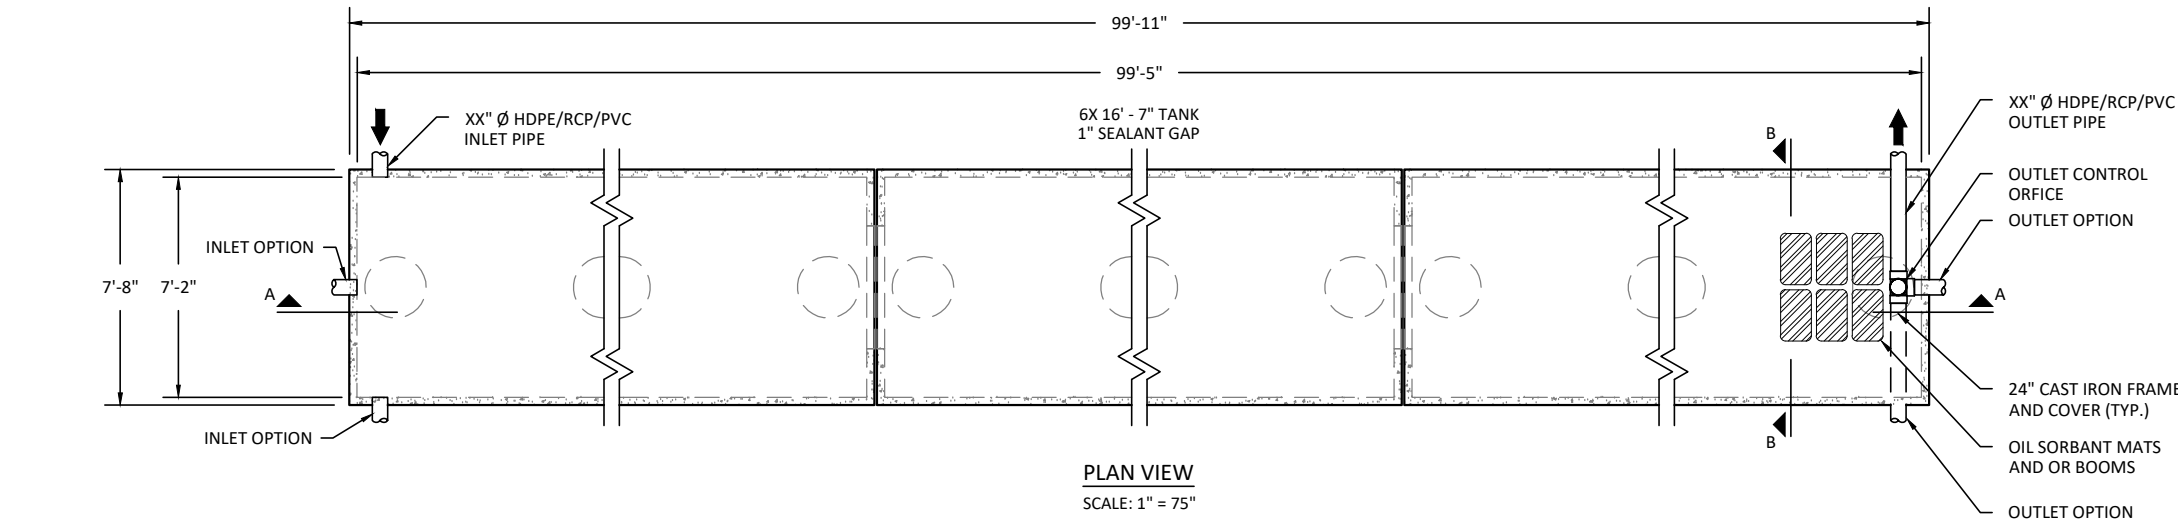 99'-11"
99'-5"
6X 16' - 7" TANK
1" SEALANT GAP
XX" Ø HDPE/RCP/PVC
INLET PIPE
XX" Ø HDPE/RCP/PVC
OUTLET PIPE
B
OUTLET CONTROL
ORFICE
OUTLET OPTION
INLET OPTION
7'-8"
7'-2"
A
A
24" CAST IRON FRAME
AND COVER (TYP.)
INLET OPTION
B
OIL SORBANT MATS
AND OR BOOMS
PLAN VIEW
SCALE: 1" = 75"
OUTLET OPTION